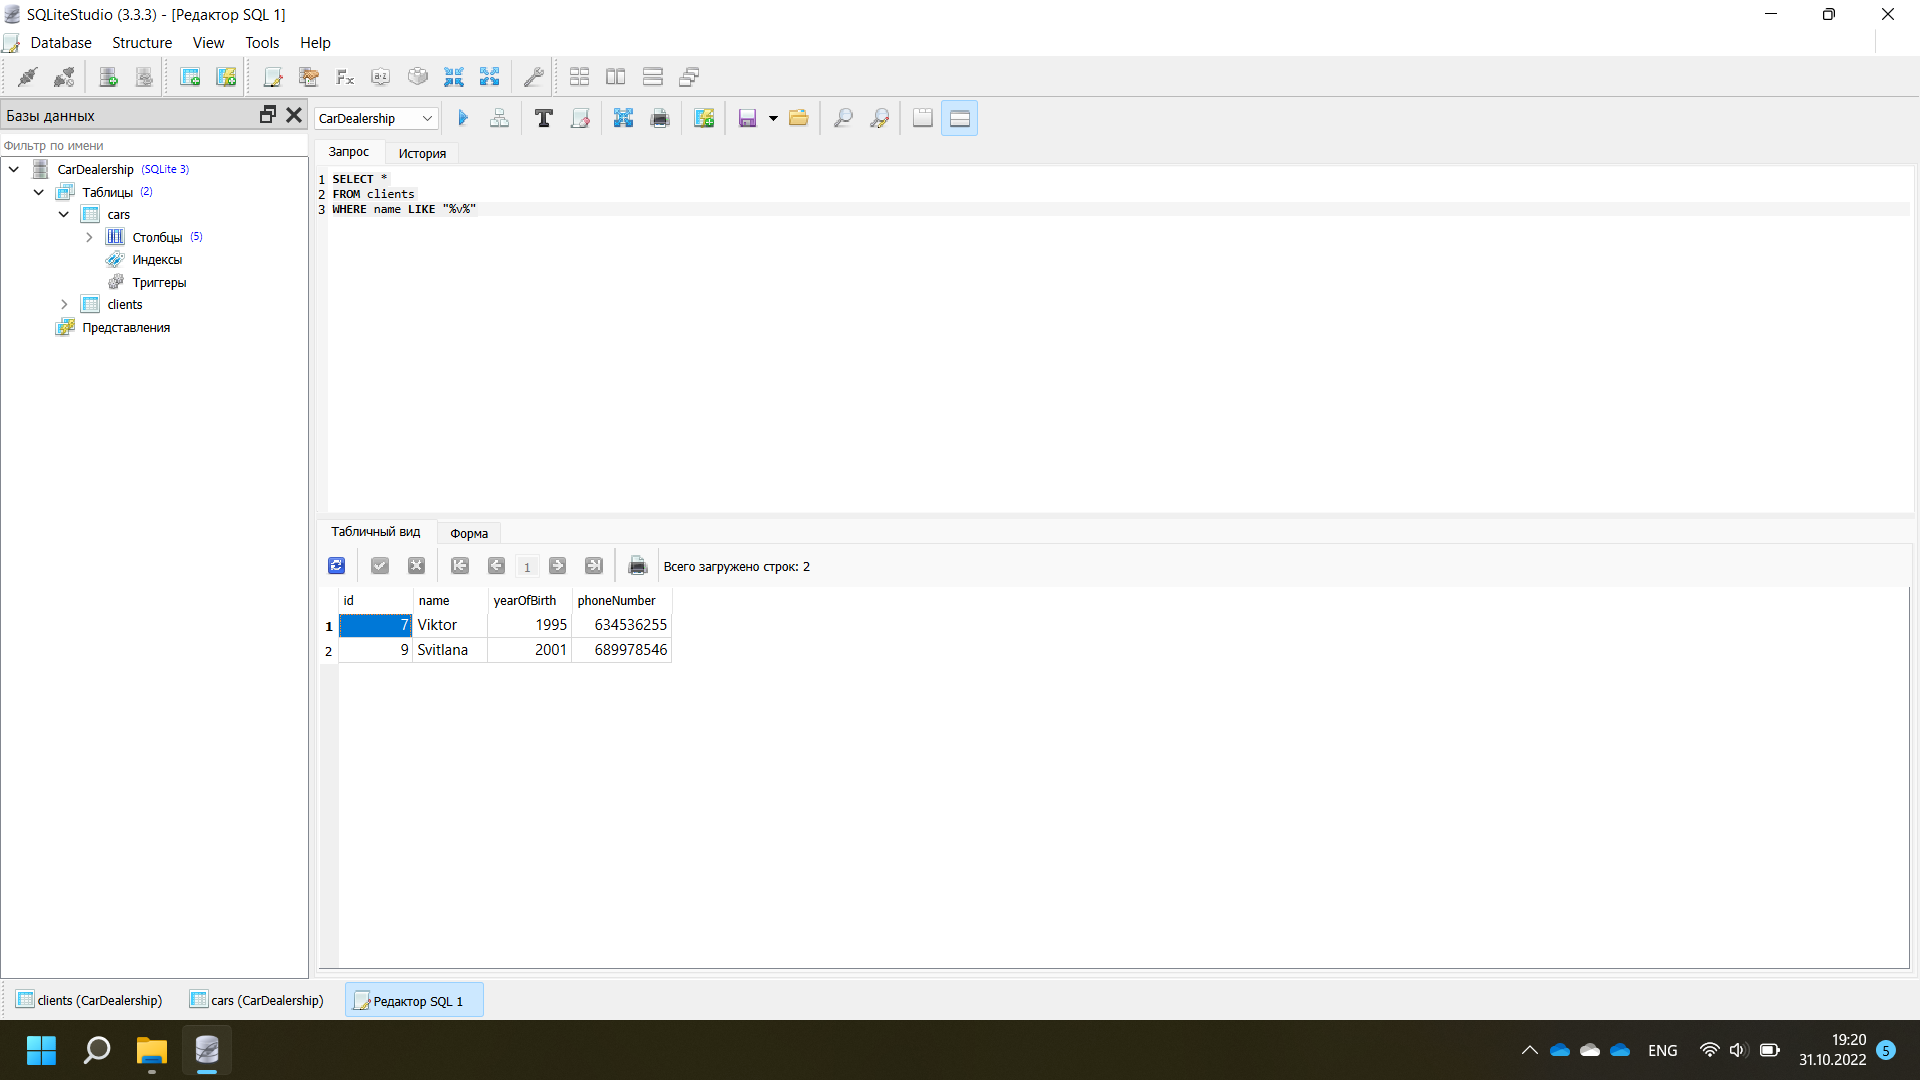 SQLiteStudio (3.3.3) - [Редактор SQL 1]
Database Structure View Tools Help
Базы данных
Фильтр по имени
CarDealership (SQLite 3)
Таблицы (2)
cars
Столбцы (5)
Индексы
Триггеры
clients
Представления
CarDealership
Запрос История
1 SELECT *
2 FROM clients
3 WHERE name LIKE "%v%"
Табличный вид Форма
1 Всего загружено строк: 2
id name yearOfBirth phoneNumber
1 7 Viktor 1995 634536255
2 9 Svitlana 2001 689978546
clients (CarDealership) cars (CarDealership) Редактор SQL 1
ENG 19:20 5
31.10.2022